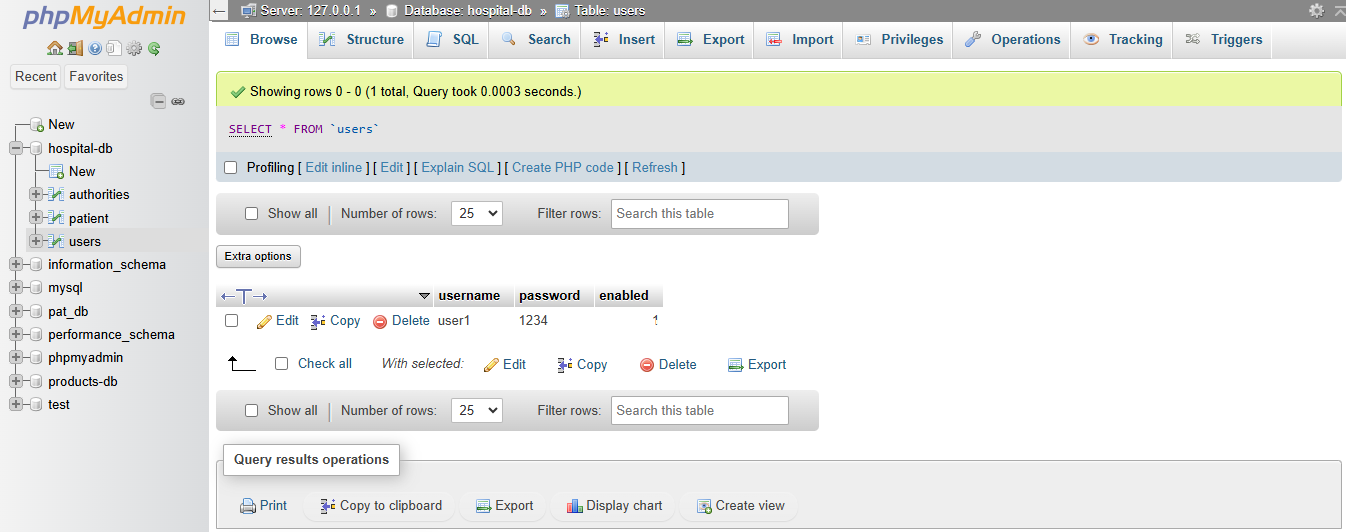 phpMyAdmin
Recent Favorites
New
hospital-db
New
authorities
patient
users
information_schema
mysql
pat_db
performance_schema
phpmyadmin
products-db
test
Server: 127.0.0.1 » Database: hospital-db » Table: users
Browse Structure SQL Search Insert Export Import Privileges Operations Tracking Triggers
Showing rows 0 - 0 (1 total, Query took 0.0003 seconds.)
SELECT * FROM `users`
Profiling [ Edit inline ] [ Edit ] [ Explain SQL ] [ Create PHP code ] [ Refresh ]
Show all Number of rows: 25 Filter rows: Search this table
Extra options
username password enabled
Edit Copy Delete user1 1234 1
Check all With selected: Edit Copy Delete Export
Show all Number of rows: 25 Filter rows: Search this table
Query results operations
Print Copy to clipboard Export Display chart Create view